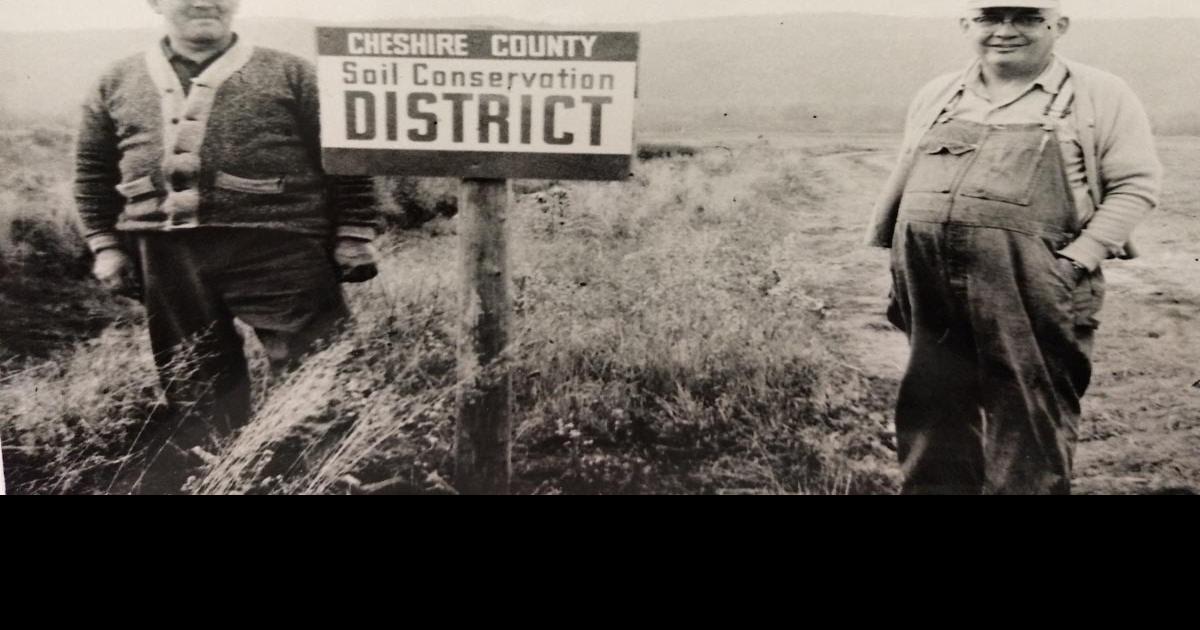 CHESHIRE COUNTY
Soil Conservation
DISTRICT